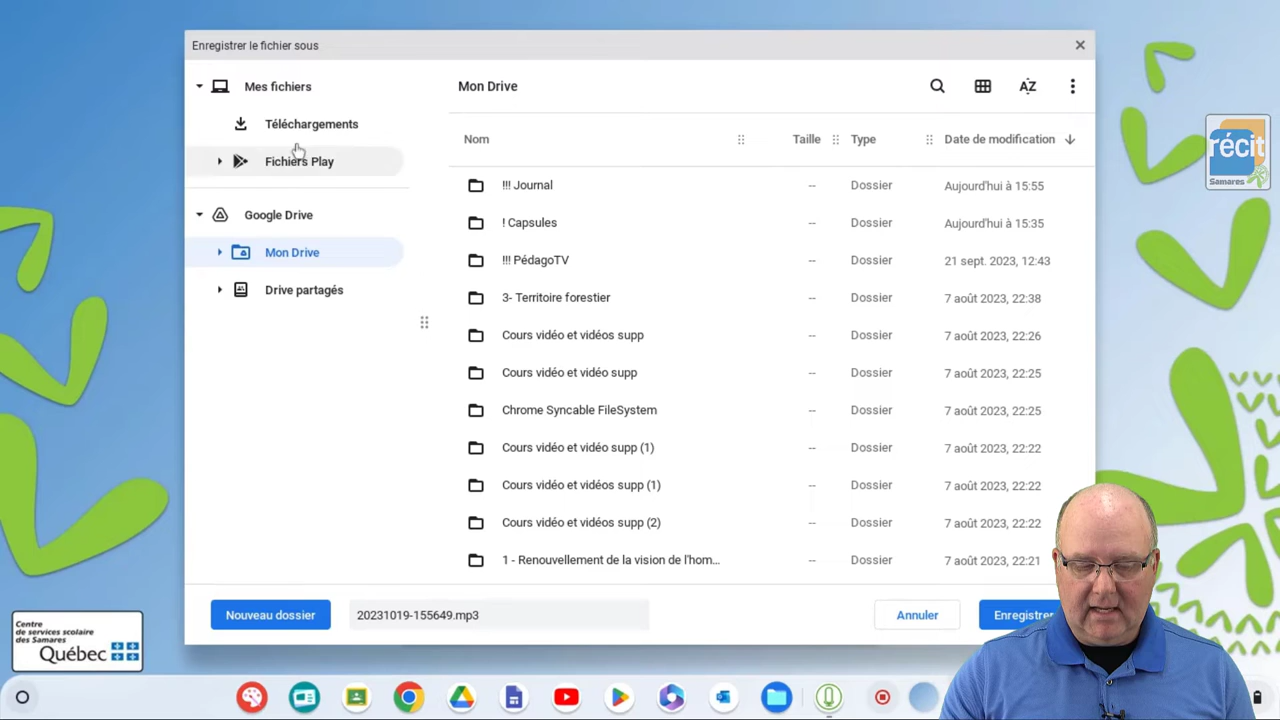 Enregistrer le fichier sous
Mes fichiers
Téléchargements
Fichiers Play
Google Drive
Mon Drive
Drive partagés
Mon Drive
AZ
Nom Taille Type Date de modification
!!! Journal -- Dossier Aujourd'hui à 15:55
! Capsules -- Dossier Aujourd'hui à 15:35
!!! PédagoTV -- Dossier 21 sept. 2023, 12:43
3- Territoire forestier -- Dossier 7 août 2023, 22:38
Cours vidéo et vidéos supp -- Dossier 7 août 2023, 22:26
Cours vidéo et vidéo supp -- Dossier 7 août 2023, 22:25
Chrome Syncable FileSystem -- Dossier 7 août 2023, 22:25
Cours vidéo et vidéo supp (1) -- Dossier 7 août 2023, 22:22
Cours vidéo et vidéos supp (1) -- Dossier 7 août 2023, 22:22
Cours vidéo et vidéos supp (2) -- Dossier 7 août 2023, 22:22
1 - Renouvellement de la vision de l'hom... -- Dossier 7 août 2023, 22:21
Nouveau dossier 20231019-155649.mp3 Annuler Enregistrer
récit
Samares
Centre
de services scolaire
des Samares
Québec